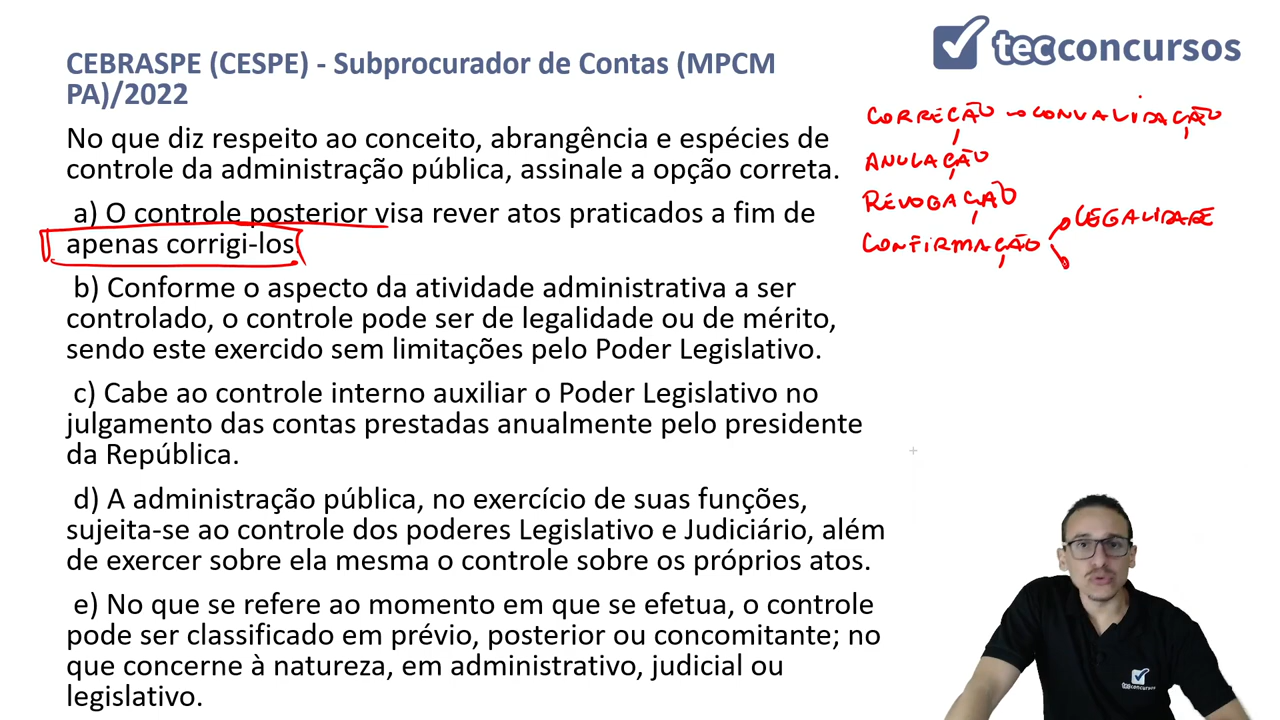 CEBRASPE (CESPE) - Subprocurador de Contas (MPCM
PA)/2022
No que diz respeito ao conceito, abrangência e espécies de
controle da administração pública, assinale a opção correta.
a) O controle posterior visa rever atos praticados a fim de
apenas corrigi-los.
b) Conforme o aspecto da atividade administrativa a ser
controlado, o controle pode ser de legalidade ou de mérito,
sendo este exercido sem limitações pelo Poder Legislativo.
c) Cabe ao controle interno auxiliar o Poder Legislativo no
julgamento das contas prestadas anualmente pelo presidente
da República.
d) A administração pública, no exercício de suas funções,
sujeita-se ao controle dos poderes Legislativo e Judiciário, além
de exercer sobre ela mesma o controle sobre os próprios atos.
e) No que se refere ao momento em que se efetua, o controle
pode ser classificado em prévio, posterior ou concomitante; no
que concerne à natureza, em administrativo, judicial ou
legislativo.
tecconcursos
CORREÇÃO → CONVALIDAÇÃO
ANULAÇÃO
REVOGAÇÃO
CONFIRMAÇÃO
LEGALIDADE
tecconcursos